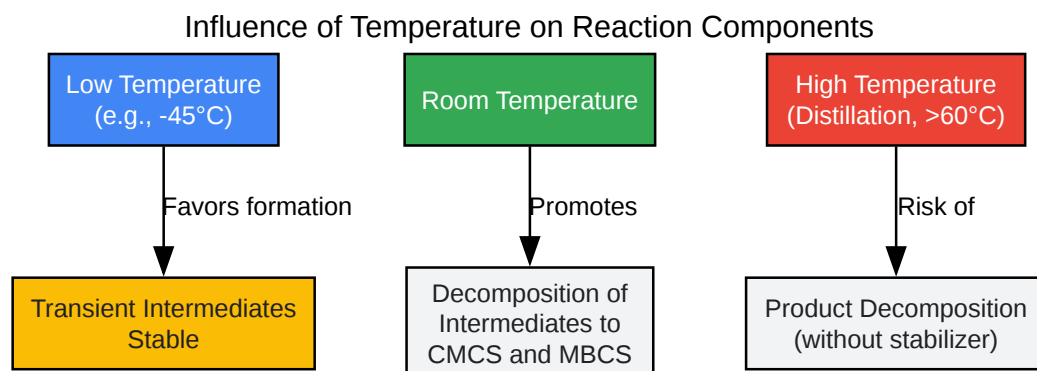 Influence of Temperature on Reaction Components
Low Temperature
(e.g., -45°C)
Room Temperature
High Temperature
(Distillation, >60°C)
Favors formation
Promotes
Risk of
Transient Intermediates
Stable
Decomposition of
Intermediates to
CMCS and MBCS
Product Decomposition
(without stabilizer)